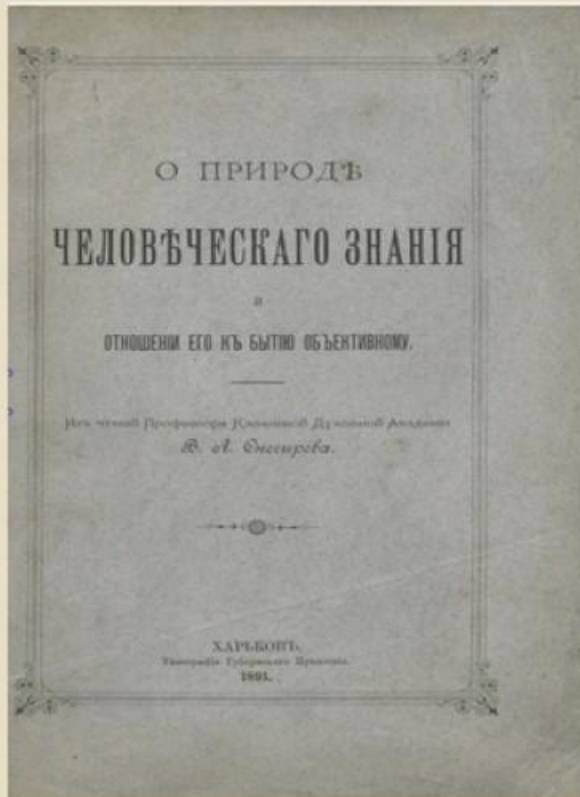 О ПРИРОДѢ
ЧЕЛОВѢЧЕСКАГО ЗНАНІЯ
И
ОТНОШЕНІИ ЕГО КЪ БЫТІЮ ОБЪЕКТИВНОМУ.
Изъ чтеній Профессора Казанской Духовной Академіи
В. А. Снегирева.
ХАРЬКОВЪ.
Типографія Губернскаго Правленія.
1891.